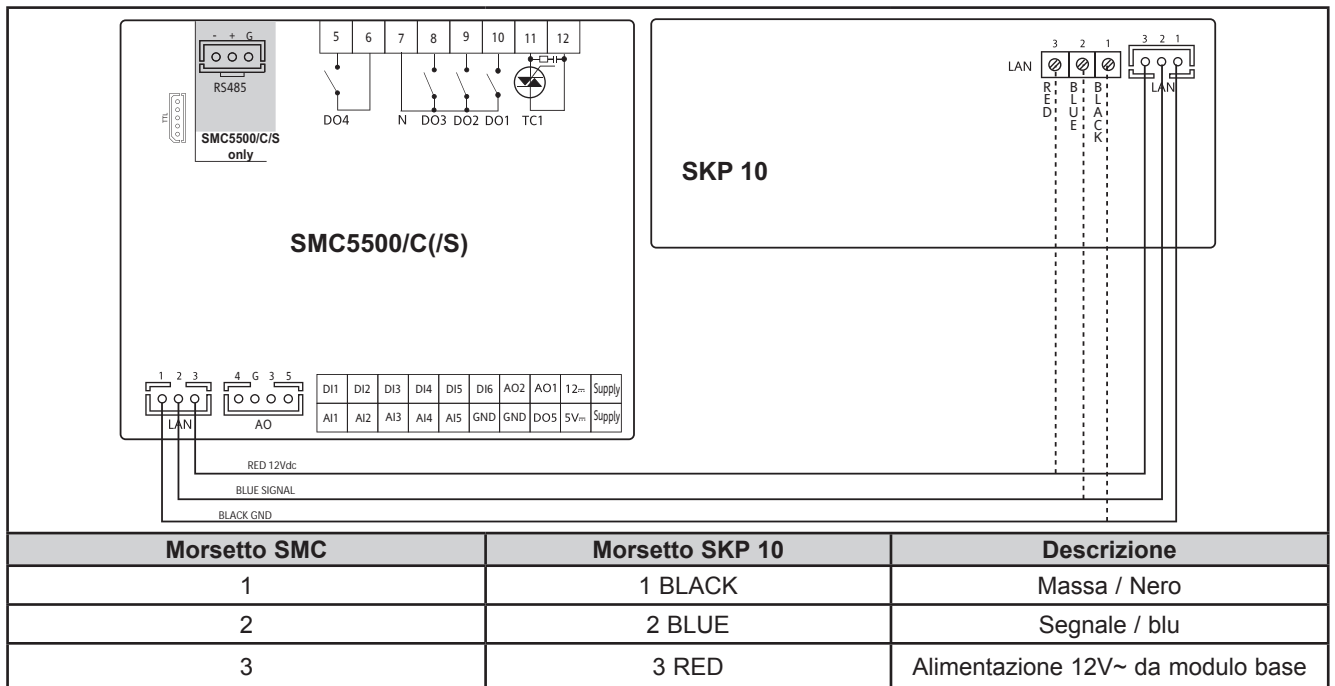 - + G
RS485
TTL
SMC5500/C/S
only
5 6 7 8 9 10 11 12
DO4 N DO3 DO2 DO1 TC1
SMC5500/C(/S)
1 2 3
LAN
4 G 3 5
AO
DI1 DI2 DI3 DI4 DI5 DI6 AO2 AO1 12⎓ Supply
AI1 AI2 AI3 AI4 AI5 GND GND DO5 5V⎓ Supply
SKP 10
LAN
3 2 1
RED
BLUE
BLACK
3 2 1
LAN
RED 12Vdc
BLUE SIGNAL
BLACK GND
Morsetto SMC Morsetto SKP 10 Descrizione
1 1 BLACK Massa / Nero
2 2 BLUE Segnale / blu
3 3 RED Alimentazione 12V~ da modulo base